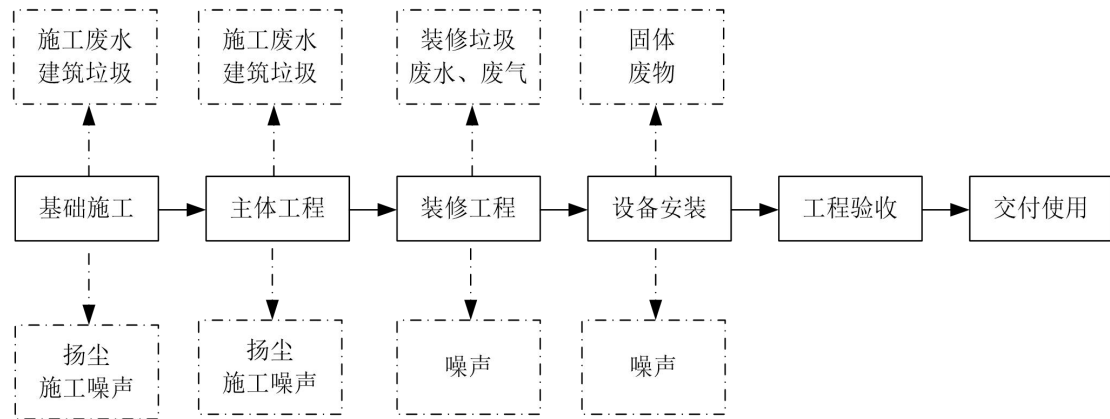 施工废水
建筑垃圾
施工废水
建筑垃圾
装修垃圾
废水、废气
固体
废物
基础施工
主体工程
装修工程
设备安装
工程验收
交付使用
扬尘
施工噪声
扬尘
施工噪声
噪声
噪声